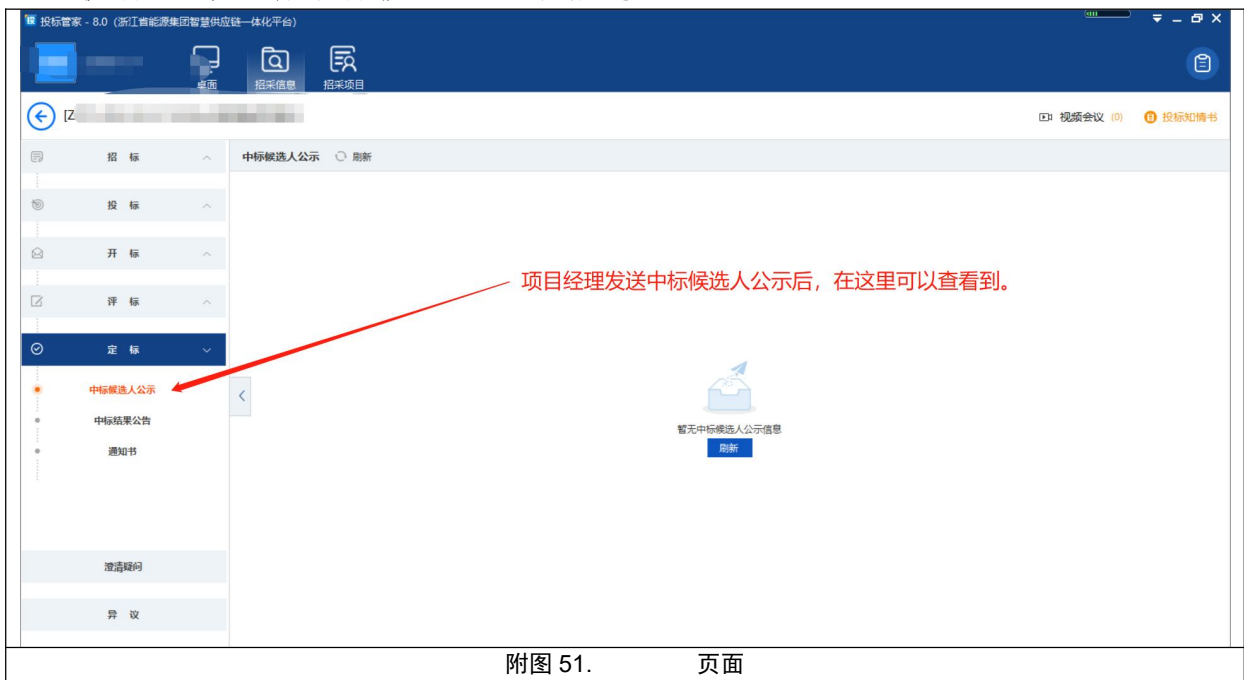 投标管家 - 8.0（浙江省能源集团智慧供应链一体化平台）
桌面
招采信息
招采项目
[Z
视频会议 (0)
投标知情书
招 标
中标候选人公示
刷新
投 标
开 标
评 标
项目经理发送中标候选人公示后，在这里可以查看到。
定 标
中标候选人公示
中标结果公告
通知书
暂无中标候选人公示信息
刷新
澄清疑问
异 议
附图 51. 页面